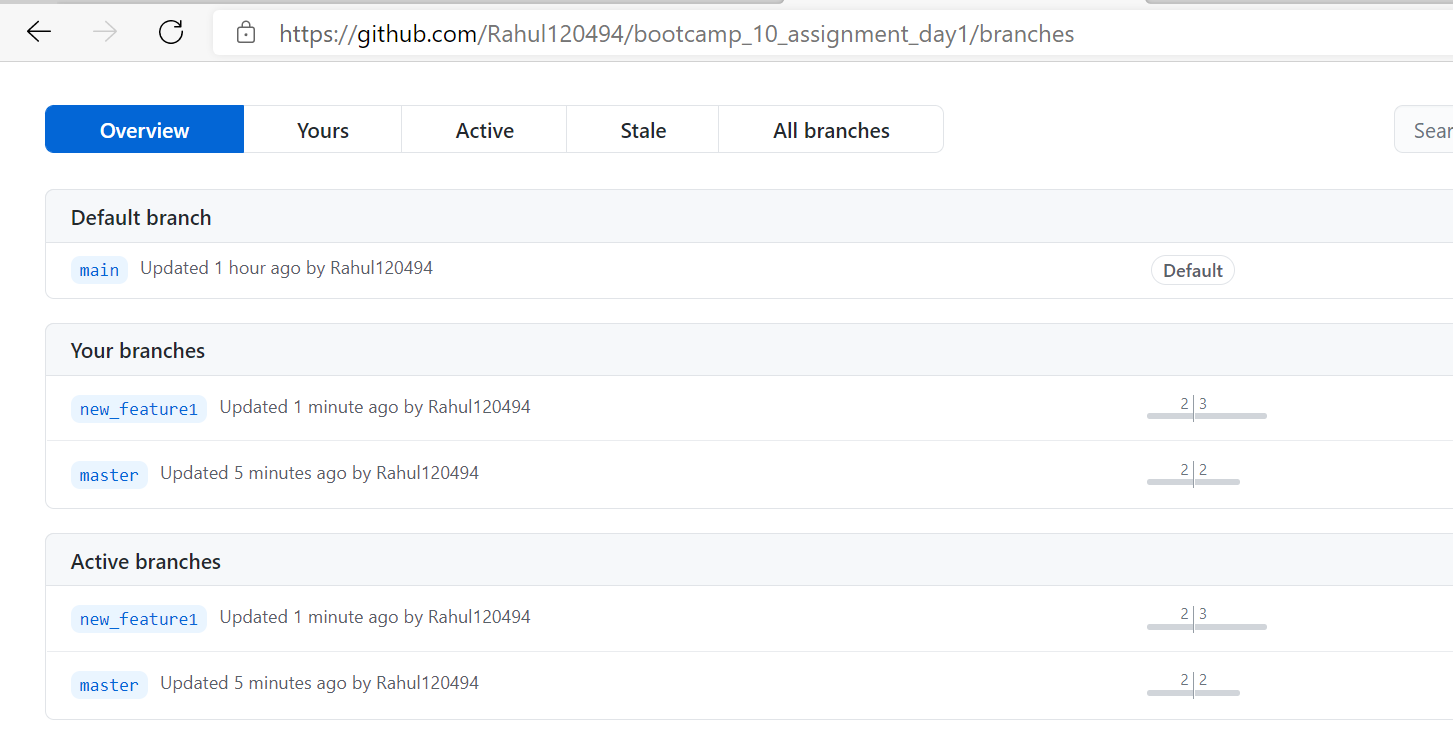 https://github.com/Rahul120494/bootcamp_10_assignment_day1/branches
Overview Yours Active Stale All branches Sear
Default branch
main Updated 1 hour ago by Rahul120494 Default
Your branches
new_feature1 Updated 1 minute ago by Rahul120494 2 3
master Updated 5 minutes ago by Rahul120494 2 2
Active branches
new_feature1 Updated 1 minute ago by Rahul120494 2 3
master Updated 5 minutes ago by Rahul120494 2 2